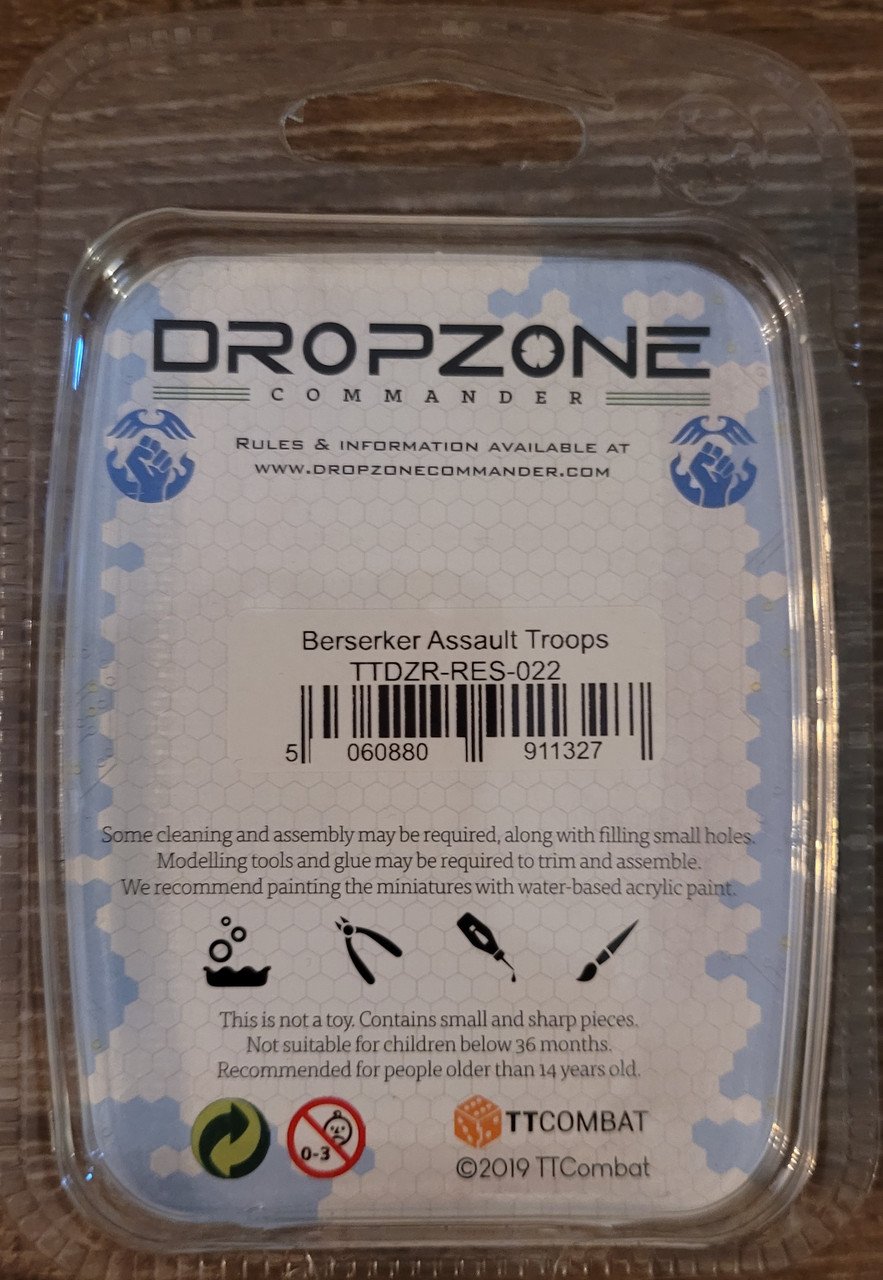 DROPZONE
COMMANDER
RULES & INFORMATION AVAILABLE AT
WWW.DROPZONECOMMANDER.COM
Berserker Assault Troops
TTDZR-RES-022
5 060880 911327
Some cleaning and assembly may be required, along with filling small holes.
Modelling tools and glue may be required to trim and assemble.
We recommend painting the miniatures with water-based acrylic paint.
This is not a toy. Contains small and sharp pieces.
Not suitable for children below 36 months.
Recommended for people older than 14 years old.
0-3
TTCOMBAT
©2019 TTCombat